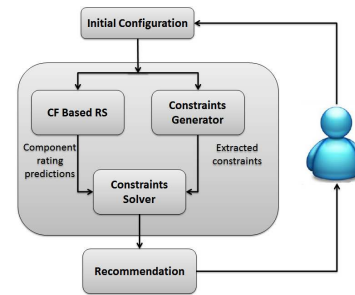 Initial Configuration
CF Based RS
Constraints
Generator
Component
rating
predictions
Extracted
constraints
Constraints
Solver
Recommendation